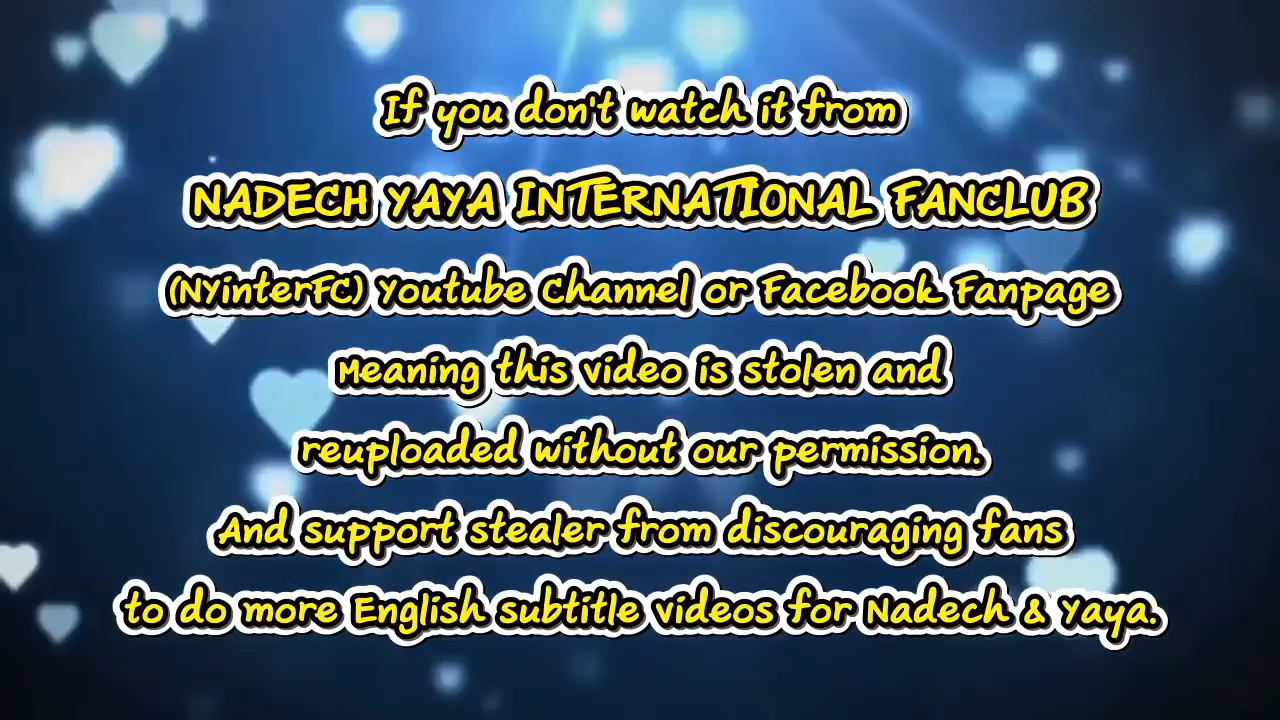 If you don't watch it from
NADECH YAYA INTERNATIONAL FANCLUB
(NYinterFC) Youtube Channel or Facebook Fanpage
Meaning this video is stolen and
reuploaded without our permission.
And support stealer from discouraging fans
to do more English subtitle videos for Nadech & Yaya.